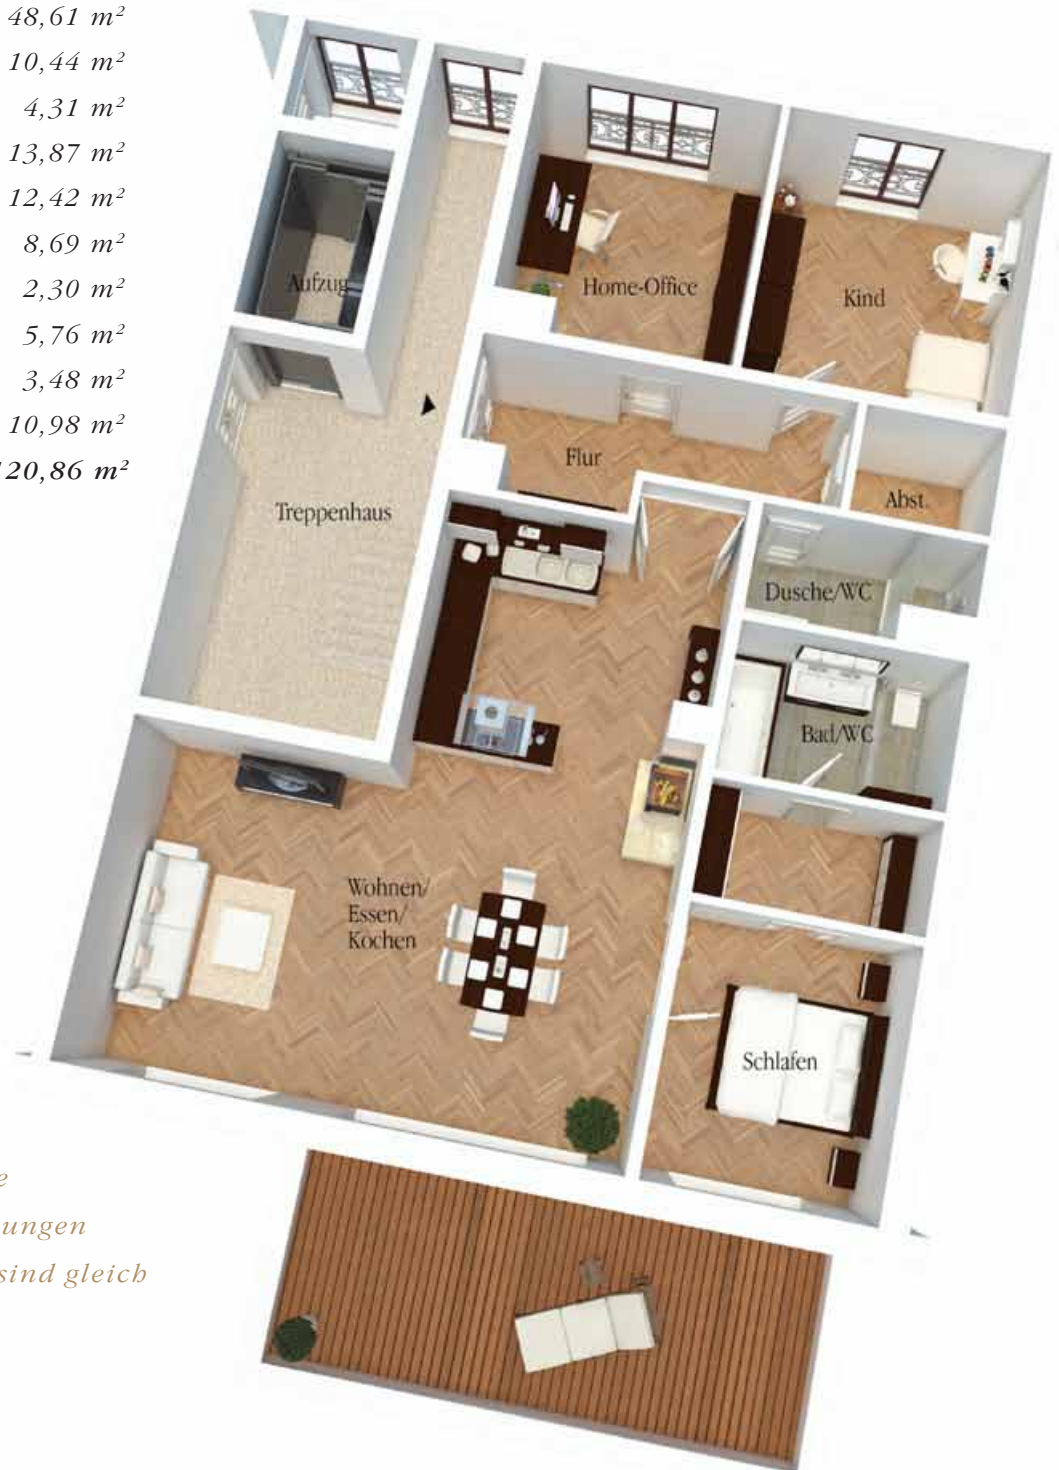 48,61 m²
10,44 m²
4,31 m²
13,87 m²
12,42 m²
8,69 m²
2,30 m²
5,76 m²
3,48 m²
10,98 m²
20,86 m²
Aufzug
Home-Office
Kind
Flur
Abst.
Treppenhaus
Dusche/WC
Bad/WC
Wohnen/
Essen/
Kochen
Schlafen
e
ungen
sind gleich